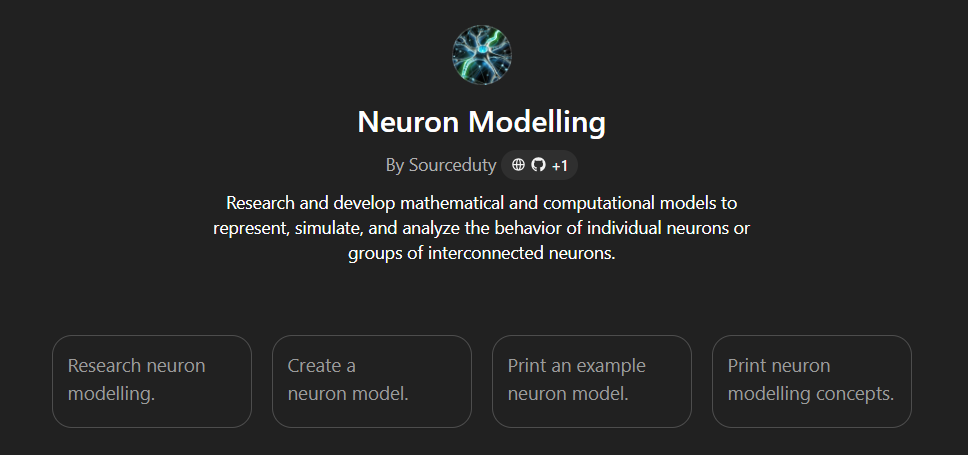 Neuron Modelling
By Sourceduty +1
Research and develop mathematical and computational models to
represent, simulate, and analyze the behavior of individual neurons or
groups of interconnected neurons.
Research neuron
modelling.
Create a
neuron model.
Print an example
neuron model.
Print neuron
modelling concepts.